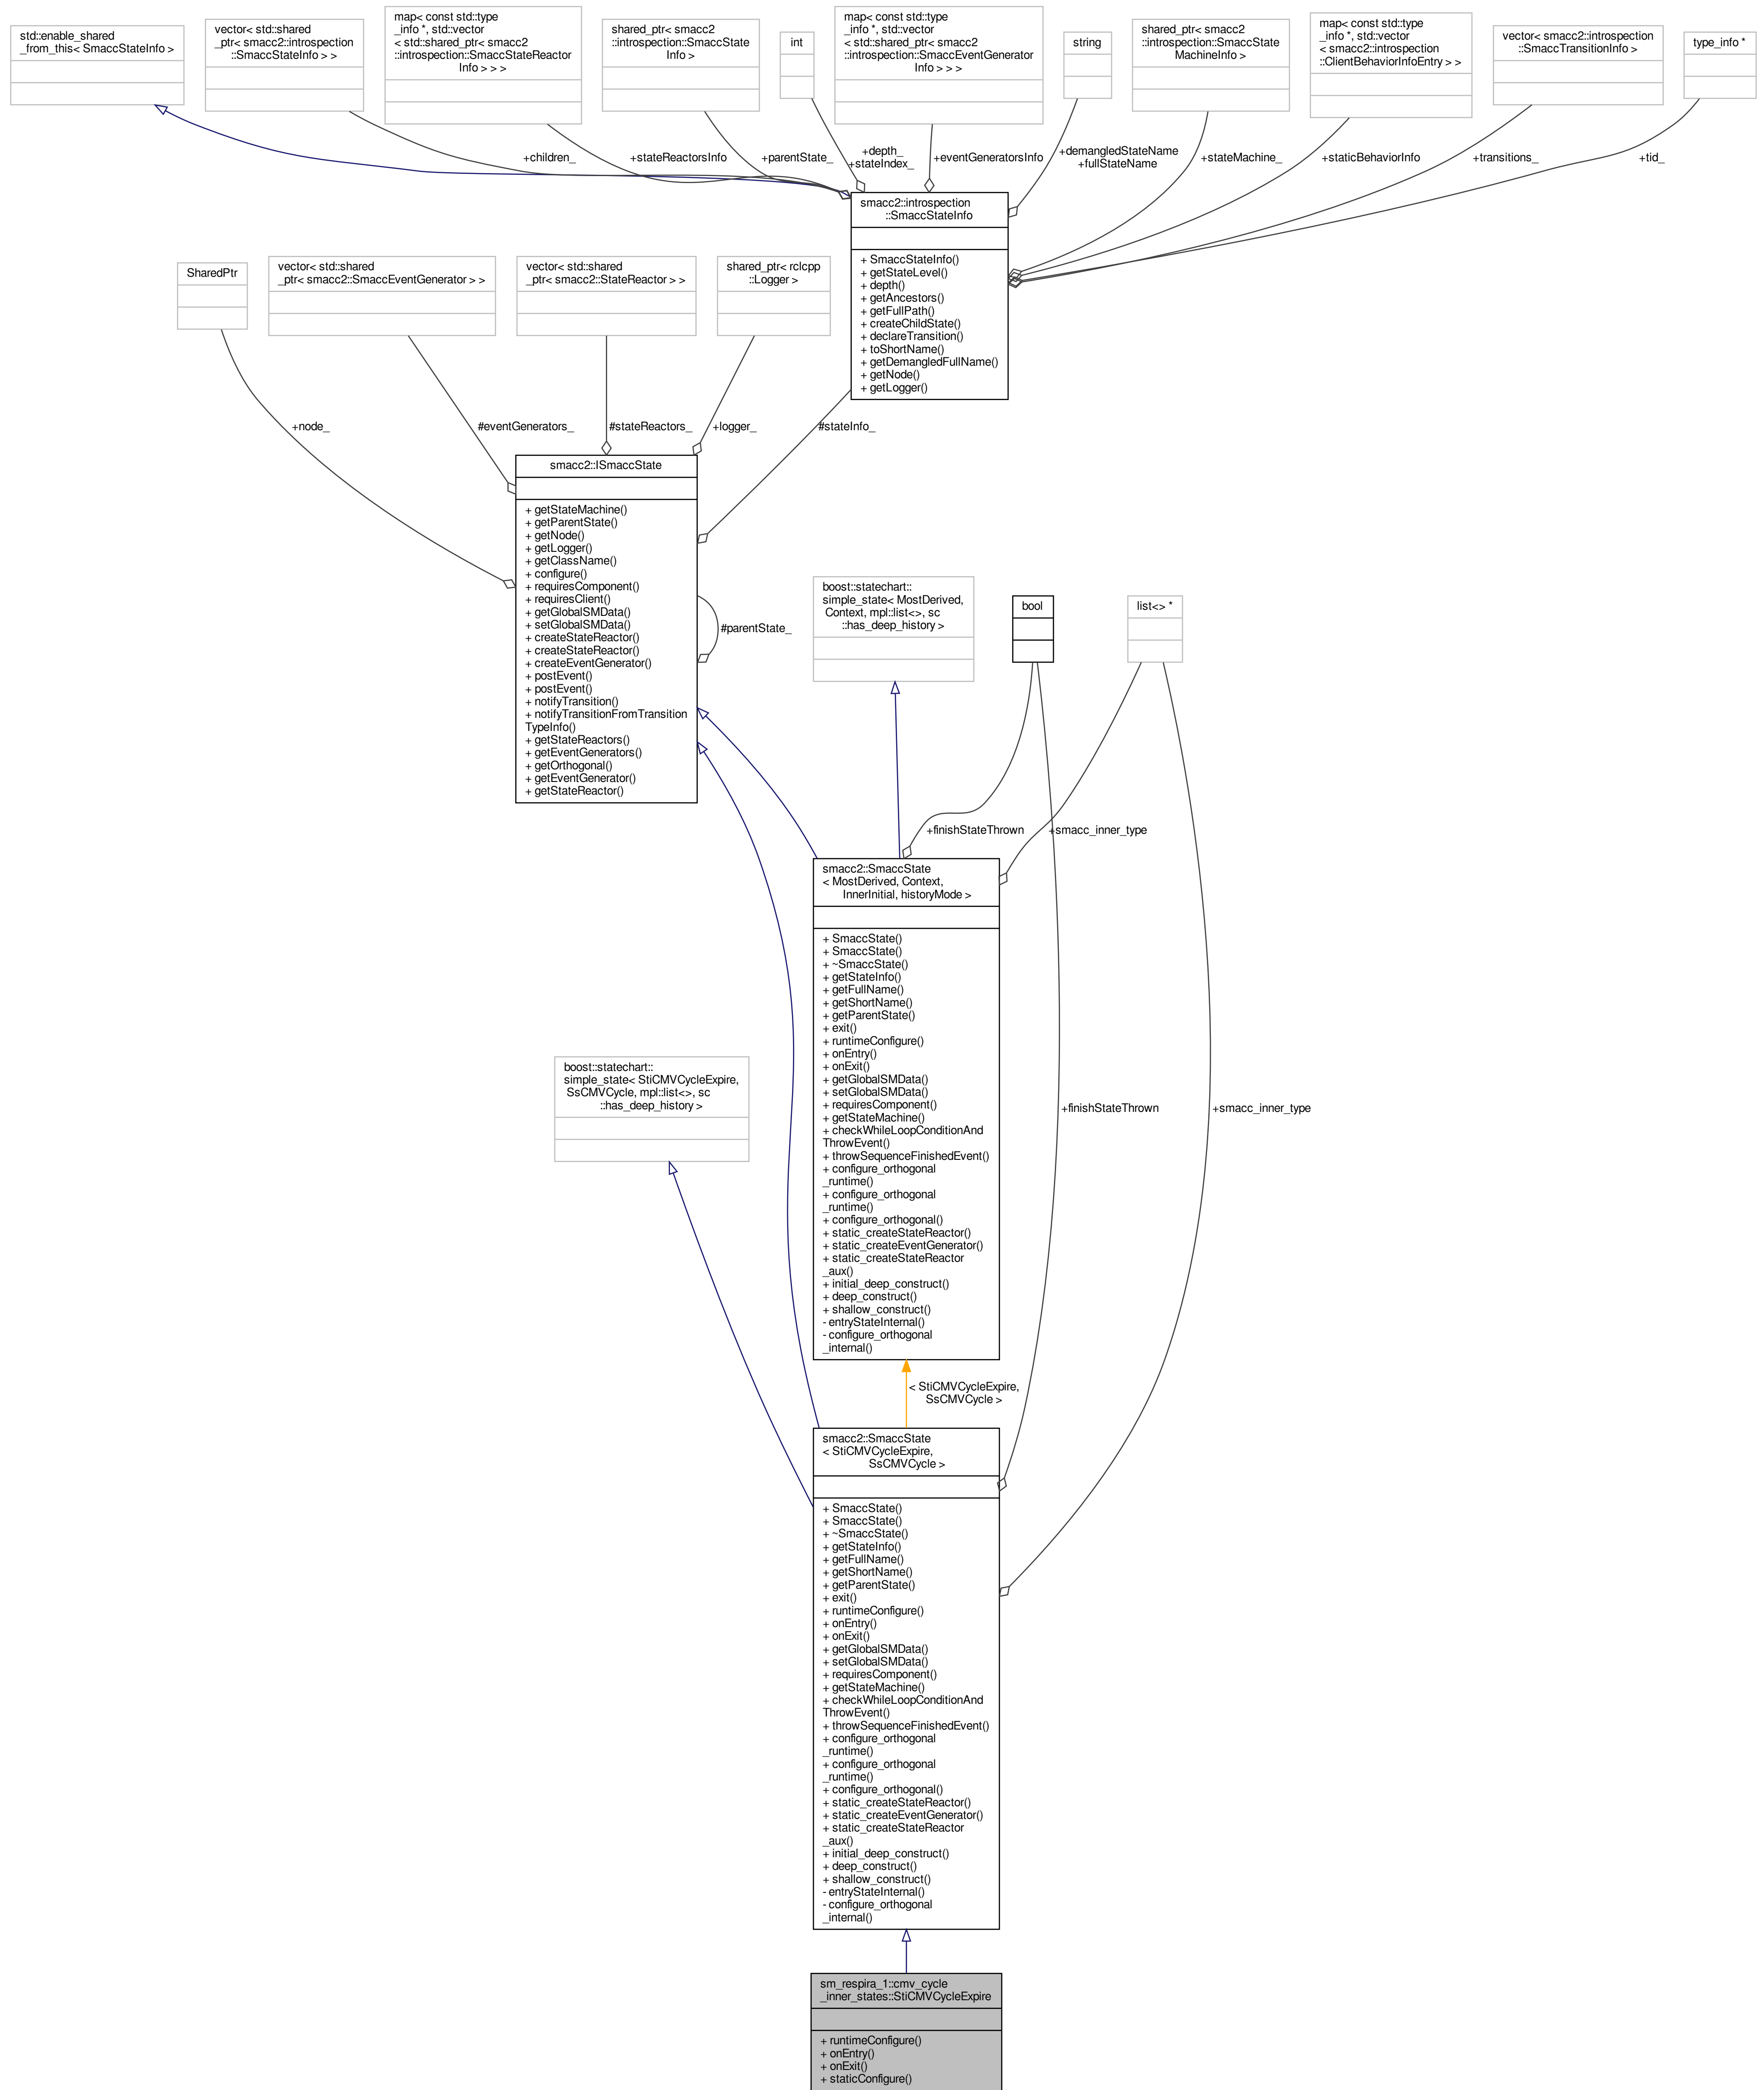 std::enable_shared
_from_this< SmaccStateInfo >
vector< std::shared
_ptr< smacc2::introspection
::SmaccStateInfo > >
map< const std::type
_info *, std::vector
< std::shared_ptr< smacc2
::introspection::SmaccStateReactor
Info > > >
shared_ptr< smacc2
::introspection::SmaccState
Info >
int
map< const std::type
_info *, std::vector
< std::shared_ptr< smacc2
::introspection::SmaccEventGenerator
Info > > >
string
shared_ptr< smacc2
::introspection::SmaccState
MachineInfo >
map< const std::type
_info *, std::vector
< smacc2::introspection
::ClientBehaviorInfoEntry > >
vector< smacc2::introspection
::SmaccTransitionInfo >
type_info *
+children_
+stateReactorsInfo
+parentState_
+depth_
+stateIndex_
+eventGeneratorsInfo
+demangledStateName
+fullStateName
+stateMachine_
+staticBehaviorInfo
+transitions_
+tid_
smacc2::introspection
::SmaccStateInfo
+ SmaccStateInfo()
+ getStateLevel()
+ depth()
+ getAncestors()
+ getFullPath()
+ createChildState()
+ declareTransition()
+ toShortName()
+ getDemangledFullName()
+ getNode()
+ getLogger()
SharedPtr
vector< std::shared
_ptr< smacc2::SmaccEventGenerator > >
vector< std::shared
_ptr< smacc2::StateReactor > >
shared_ptr< rclcpp
::Logger >
+node_
#eventGenerators_
#stateReactors_
+logger_
#stateInfo_
smacc2::ISmaccState
+ getStateMachine()
+ getParentState()
+ getNode()
+ getLogger()
+ getClassName()
+ configure()
+ requiresComponent()
+ requiresClient()
+ getGlobalSMData()
+ setGlobalSMData()
+ createStateReactor()
+ createStateReactor()
+ createEventGenerator()
+ postEvent()
+ postEvent()
+ notifyTransition()
+ notifyTransitionFromTransition
TypeInfo()
+ getStateReactors()
+ getEventGenerators()
+ getOrthogonal()
+ getEventGenerator()
+ getStateReactor()
#parentState_
boost::statechart::
simple_state< MostDerived,
Context, mpl::list<>, sc
::has_deep_history >
bool
list<> *
+finishStateThrown
+smacc_inner_type
smacc2::SmaccState
< MostDerived, Context,
InnerInitial, historyMode >
+ SmaccState()
+ SmaccState()
+ ~SmaccState()
+ getStateInfo()
+ getFullName()
+ getShortName()
+ getParentState()
+ exit()
+ runtimeConfigure()
+ onEntry()
+ onExit()
+ getGlobalSMData()
+ setGlobalSMData()
+ requiresComponent()
+ getStateMachine()
+ checkWhileLoopConditionAnd
ThrowEvent()
+ throwSequenceFinishedEvent()
+ configure_orthogonal
_runtime()
+ configure_orthogonal
_runtime()
+ configure_orthogonal()
+ static_createStateReactor()
+ static_createEventGenerator()
+ static_createStateReactor
_aux()
+ initial_deep_construct()
+ deep_construct()
+ shallow_construct()
- entryStateInternal()
- configure_orthogonal
_internal()
boost::statechart::
simple_state< StiCMVCycleExpire,
SsCMVCycle, mpl::list<>, sc
::has_deep_history >
+finishStateThrown
+smacc_inner_type
< StiCMVCycleExpire,
SsCMVCycle >
smacc2::SmaccState
< StiCMVCycleExpire,
SsCMVCycle >
+ SmaccState()
+ SmaccState()
+ ~SmaccState()
+ getStateInfo()
+ getFullName()
+ getShortName()
+ getParentState()
+ exit()
+ runtimeConfigure()
+ onEntry()
+ onExit()
+ getGlobalSMData()
+ setGlobalSMData()
+ requiresComponent()
+ getStateMachine()
+ checkWhileLoopConditionAnd
ThrowEvent()
+ throwSequenceFinishedEvent()
+ configure_orthogonal
_runtime()
+ configure_orthogonal
_runtime()
+ configure_orthogonal()
+ static_createStateReactor()
+ static_createEventGenerator()
+ static_createStateReactor
_aux()
+ initial_deep_construct()
+ deep_construct()
+ shallow_construct()
- entryStateInternal()
- configure_orthogonal
_internal()
sm_respira_1::cmv_cycle
_inner_states::StiCMVCycleExpire
+ runtimeConfigure()
+ onEntry()
+ onExit()
+ staticConfigure()